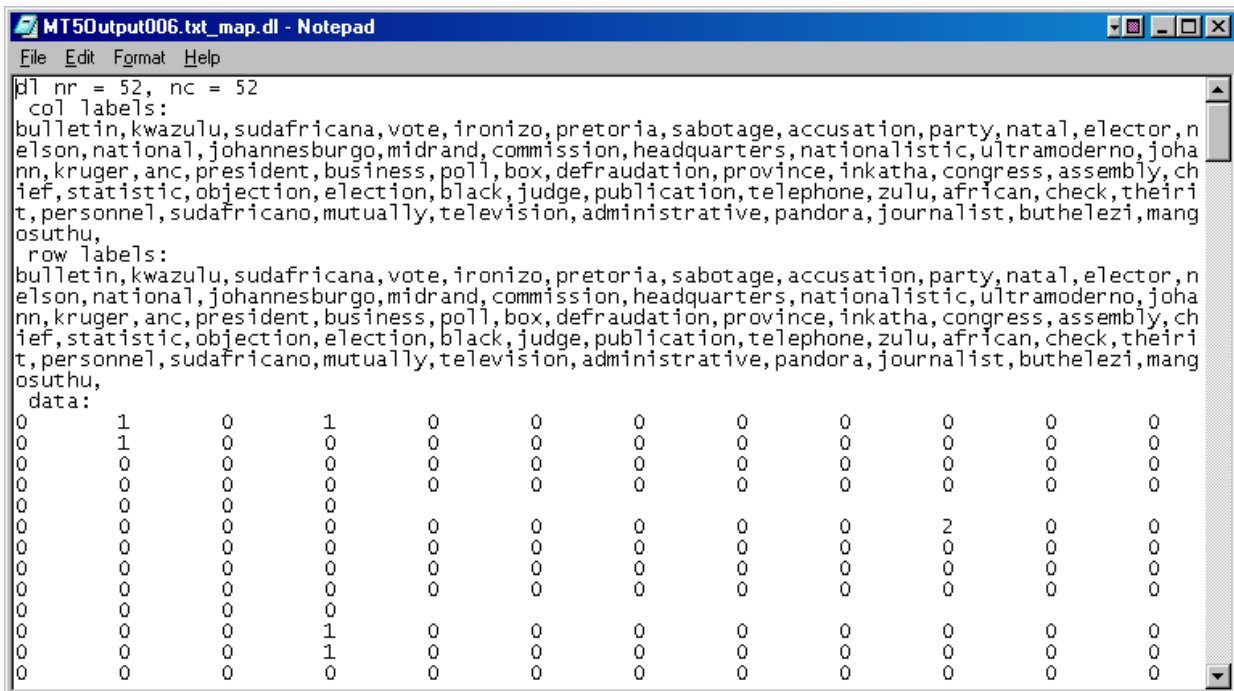 MT5Output006.txt_map.dl - Notepad
File Edit Format Help
dl nr = 52, nc = 52
col labels:
bulletin,kwazulu,sudafricana,vote,ironizo,pretoria,sabotage,accusation,party,natal,elector,n
elson,national,johannesburgo,midrand,commission,headquarters,nationalistic,ultramoderno,joha
nn,kruger,anc,president,business,poll,box,defraudation,province,inkatha,congress,assembly,ch
ief,statistic,objection,election,black,judge,publication,telephone,zulu,african,check,theiri
t,personnel,sudafricano,mutually,television,administrative,pandora,journalist,buthelezi,mang
osuthu,
row labels:
bulletin,kwazulu,sudafricana,vote,ironizo,pretoria,sabotage,accusation,party,natal,elector,n
elson,national,johannesburgo,midrand,commission,headquarters,nationalistic,ultramoderno,joha
nn,kruger,anc,president,business,poll,box,defraudation,province,inkatha,congress,assembly,ch
ief,statistic,objection,election,black,judge,publication,telephone,zulu,african,check,theiri
t,personnel,sudafricano,mutually,television,administrative,pandora,journalist,buthelezi,mang
osuthu,
data:
0 1 0 1 0 0 0 0 0 0 0 0
0 1 0 0 0 0 0 0 0 0 0 0
0 0 0 0 0 0 0 0 0 0 0 0
0 0 0 0 0 0 0 0 0 0 0 0
0 0 0 0
0 0 0 0 0 0 0 0 0 2 0 0
0 0 0 0 0 0 0 0 0 0 0 0
0 0 0 0 0 0 0 0 0 0 0 0
0 0 0 0 0 0 0 0 0 0 0 0
0 0 0 0
0 0 0 1 0 0 0 0 0 0 0 0
0 0 0 1 0 0 0 0 0 0 0 0
0 0 0 0 0 0 0 0 0 0 0 0